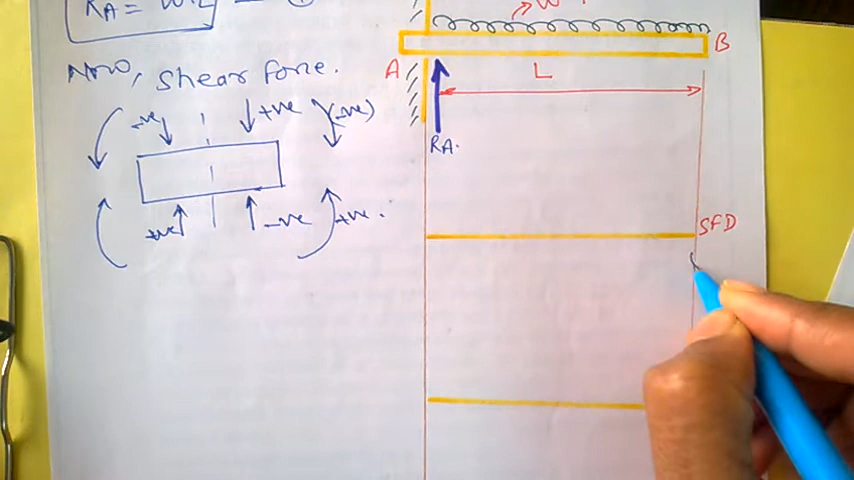 RA =
Now, Shear force.
-ve +ve (-ve)
+ve -ve +ve.
W
A B
L
RA.
SFD